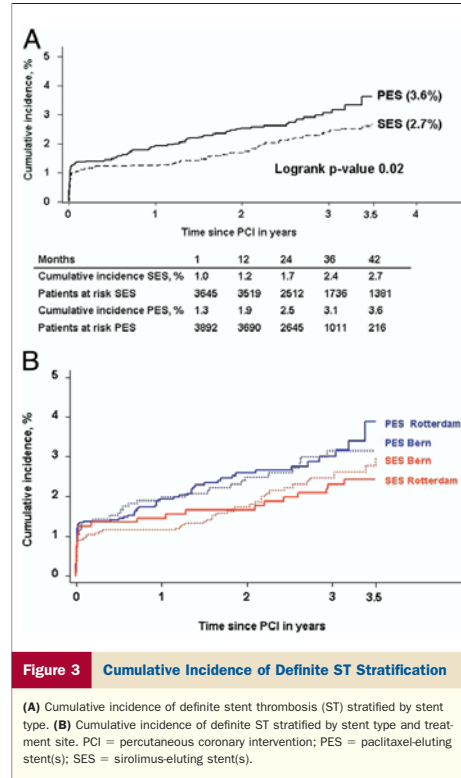 A
5
4
3
2
1
0
Cumulative incidence, %
PES (3.6%)
SES (2.7%)
Logrank p-value 0.02
0 1 2 3 3.5 4
Time since PCI in years
Months 1 12 24 36 42
Cumulative incidence SES, % 1.0 1.2 1.7 2.4 2.7
Patients at risk SES 3645 3519 2512 1736 1381
Cumulative incidence PES, % 1.3 1.9 2.5 3.1 3.6
Patients at risk PES 3892 3690 2645 1011 216
B
5
4
3
2
1
0
Cumulative incidence, %
PES Rotterdam
PES Bern
SES Bern
SES Rotterdam
0 1 2 3 3.5
Time since PCI in years
Figure 3 Cumulative Incidence of Definite ST Stratification
(A) Cumulative incidence of definite stent thrombosis (ST) stratified by stent
type. (B) Cumulative incidence of definite ST stratified by stent type and treat-
ment site. PCI = percutaneous coronary intervention; PES = paclitaxel-eluting
stent(s); SES = sirolimus-eluting stent(s).